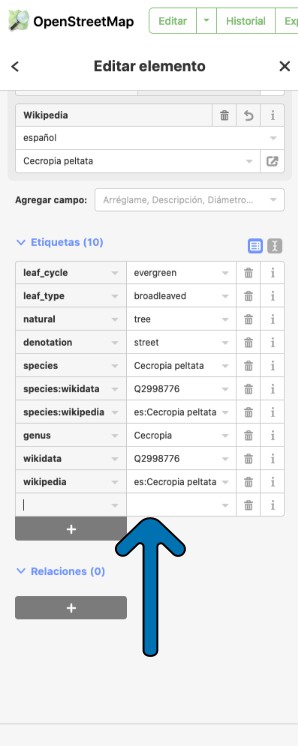 OpenStreetMap Editar Historial
Editar elemento
Wikipedia
español
Cecropia peltata
Agregar campo: Arréglame, Descripción, Diámetro...
Etiquetas (10)
leaf_cycle evergreen
leaf_type broadleaved
natural tree
denotation street
species Cecropia peltata
species:wikidata Q2998776
species:wikipedia es:Cecropia peltata
genus Cecropia
wikidata Q2998776
wikipedia es:Cecropia peltata
+
Relaciones (0)
+